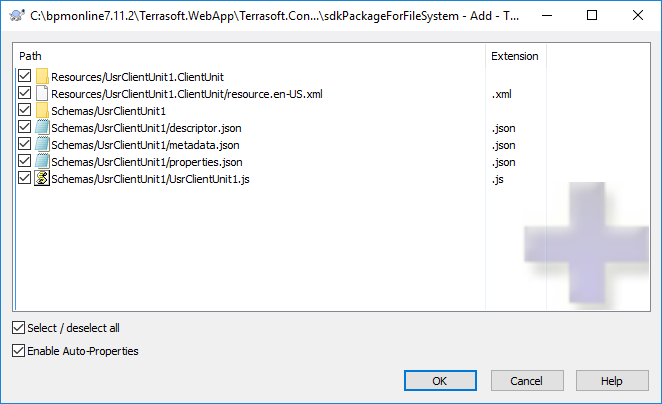 C:\bpmonline7.11.2\Terrasoft.WebApp\Terrasoft.Con...\sdkPackageForFileSystem - Add - T...
Path Extension
Resources/UsrClientUnit1.ClientUnit
Resources/UsrClientUnit1.ClientUnit/resource.en-US.xml .xml
Schemas/UsrClientUnit1
Schemas/UsrClientUnit1/descriptor.json .json
Schemas/UsrClientUnit1/metadata.json .json
Schemas/UsrClientUnit1/properties.json .json
Schemas/UsrClientUnit1/UsrClientUnit1.js .js
Select / deselect all
Enable Auto-Properties
OK Cancel Help